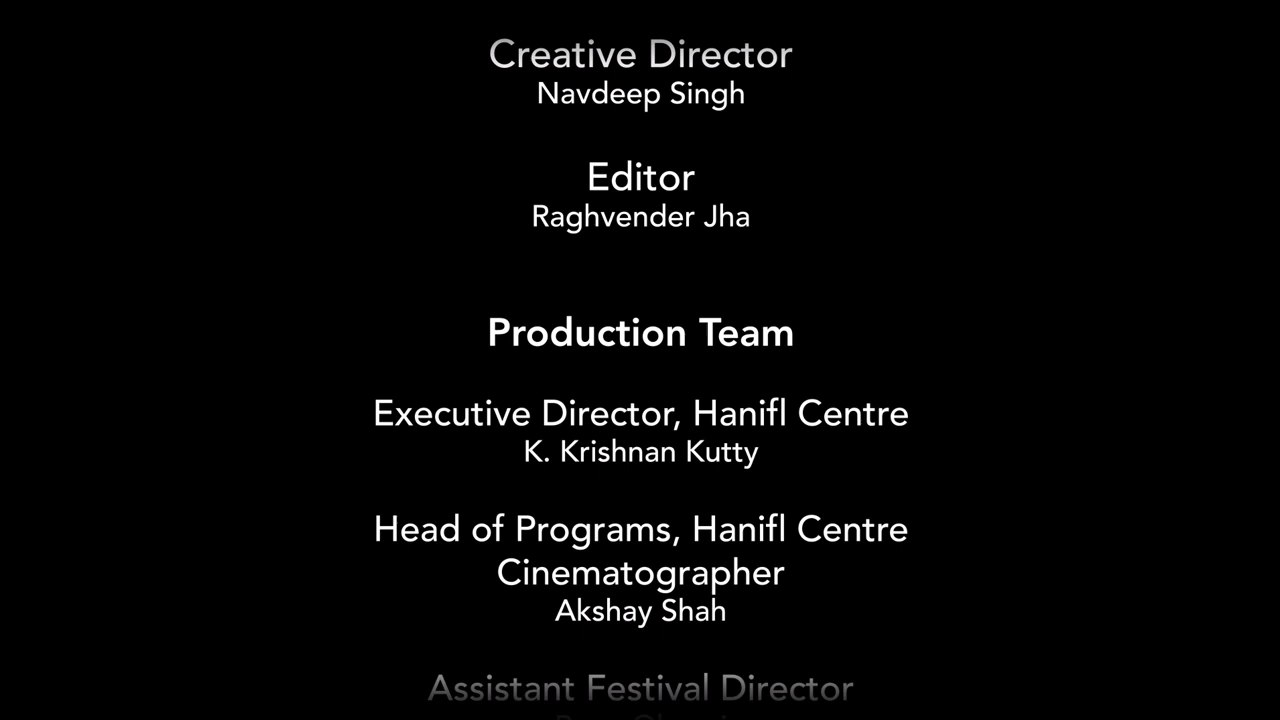 Creative Director
Navdeep Singh
Editor
Raghvender Jha
Production Team
Executive Director, Hanifl Centre
K. Krishnan Kutty
Head of Programs, Hanifl Centre
Cinematographer
Akshay Shah
Assistant Festival Director